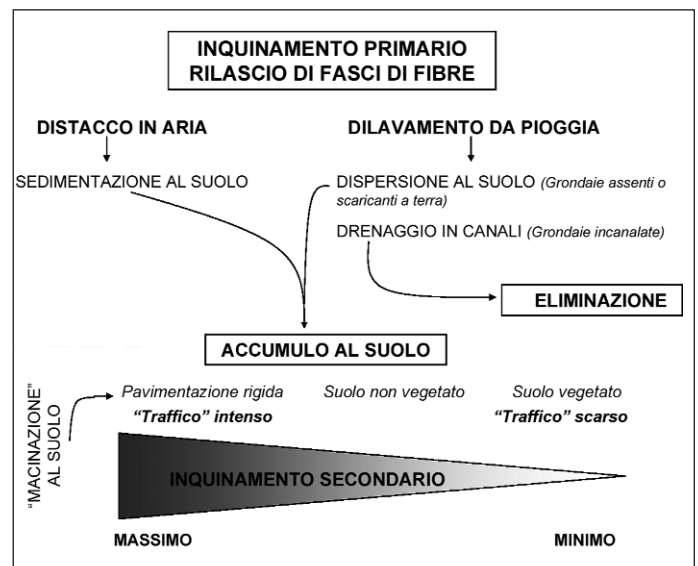 INQUINAMENTO PRIMARIO
RILASCIO DI FASCI DI FIBRE
DISTACCO IN ARIA
DILAVAMENTO DA PIOGGIA
SEDIMENTAZIONE AL SUOLO
DISPERSIONE AL SUOLO (Grondaie assenti o
scaricanti a terra)
DRENAGGIO IN CANALI (Grondaie incanalate)
ELIMINAZIONE
ACCUMULO AL SUOLO
"MACINAZIONE"
AL SUOLO
Pavimentazione rigida
"Traffico" intenso
Suolo non vegetato
Suolo vegetato
"Traffico" scarso
INQUINAMENTO SECONDARIO
MASSIMO
MINIMO